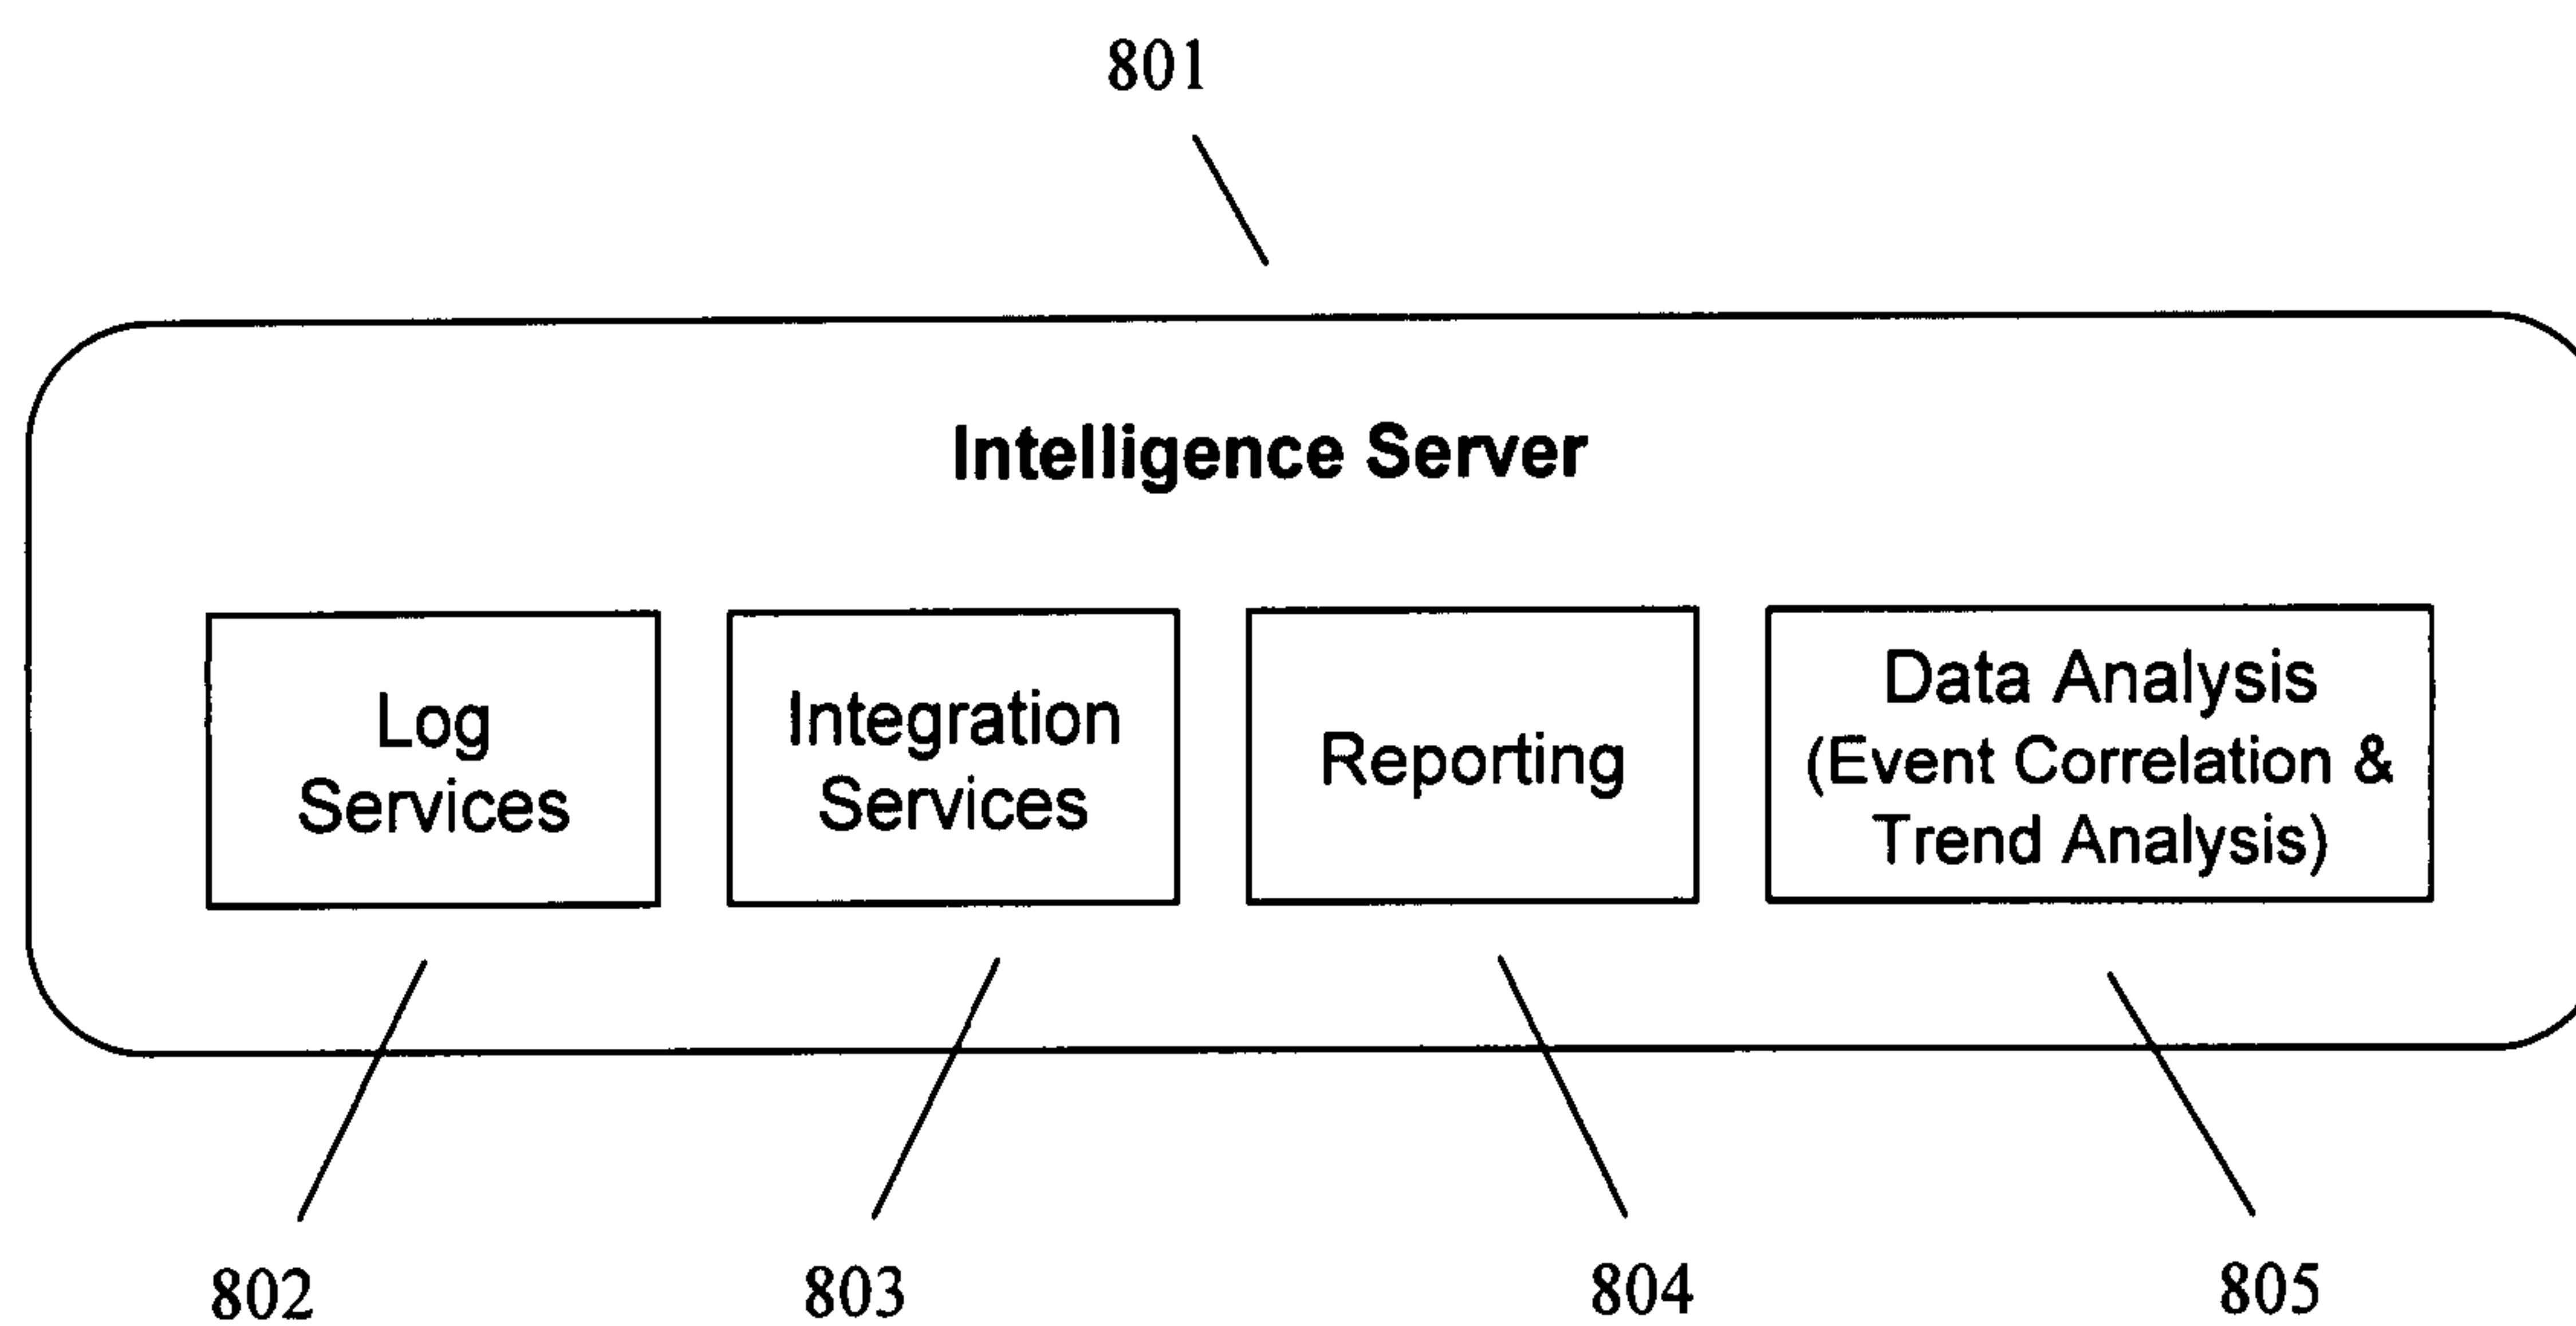 801
Intelligence Server
Log
Services
Integration
Services
Reporting
Data Analysis
(Event Correlation &
Trend Analysis)
802
803
804
805